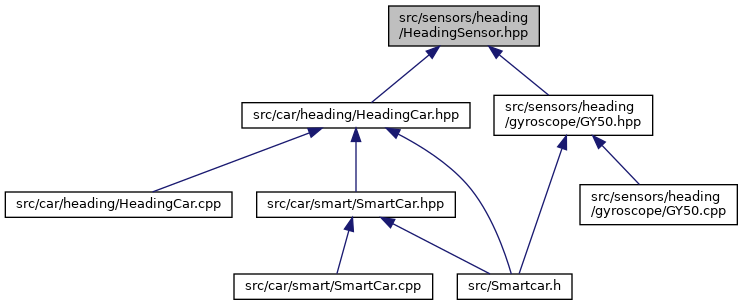 src/sensors/heading
/HeadingSensor.hpp
src/car/heading/HeadingCar.hpp
src/sensors/heading
/gyroscope/GY50.hpp
src/car/heading/HeadingCar.cpp
src/car/smart/SmartCar.hpp
src/sensors/heading
/gyroscope/GY50.cpp
src/car/smart/SmartCar.cpp
src/Smartcar.h